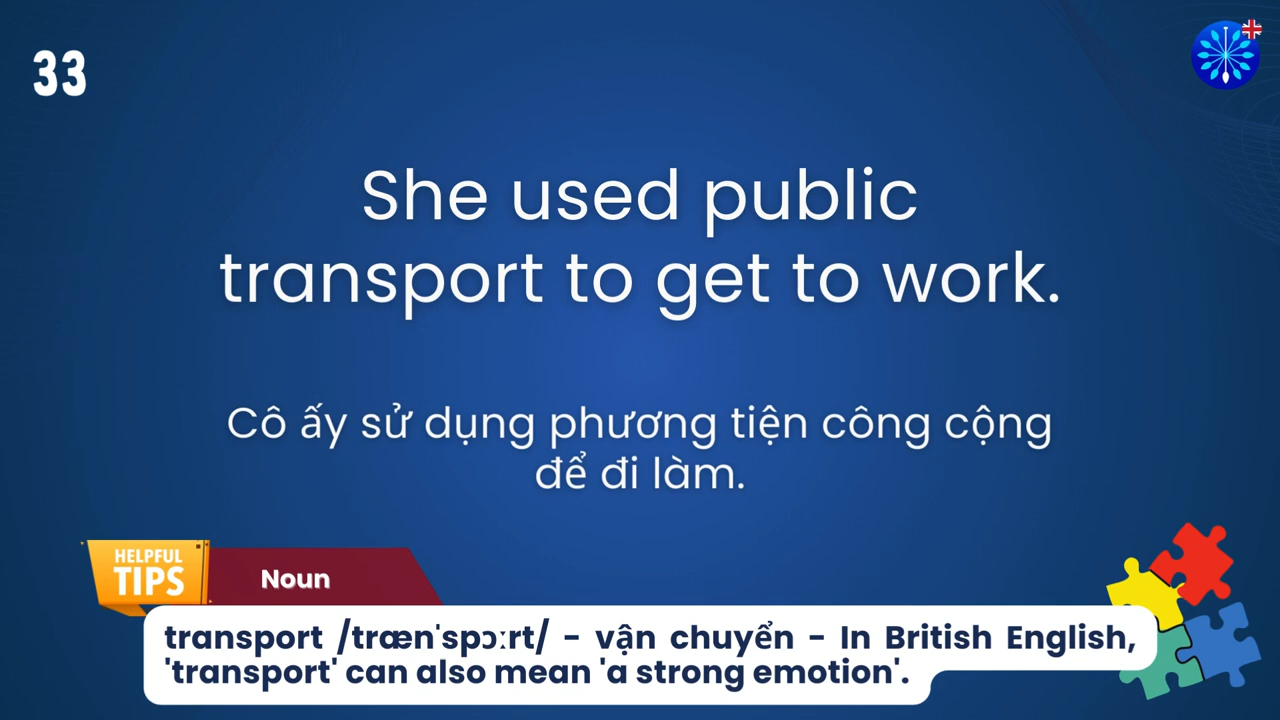 33
She used public
transport to get to work.
Cô ấy sử dụng phương tiện công cộng
để đi làm.
HELPFUL
TIPS
Noun
transport /trænˈspɔːrt/ - vận chuyển - In British English,
'transport' can also mean 'a strong emotion'.